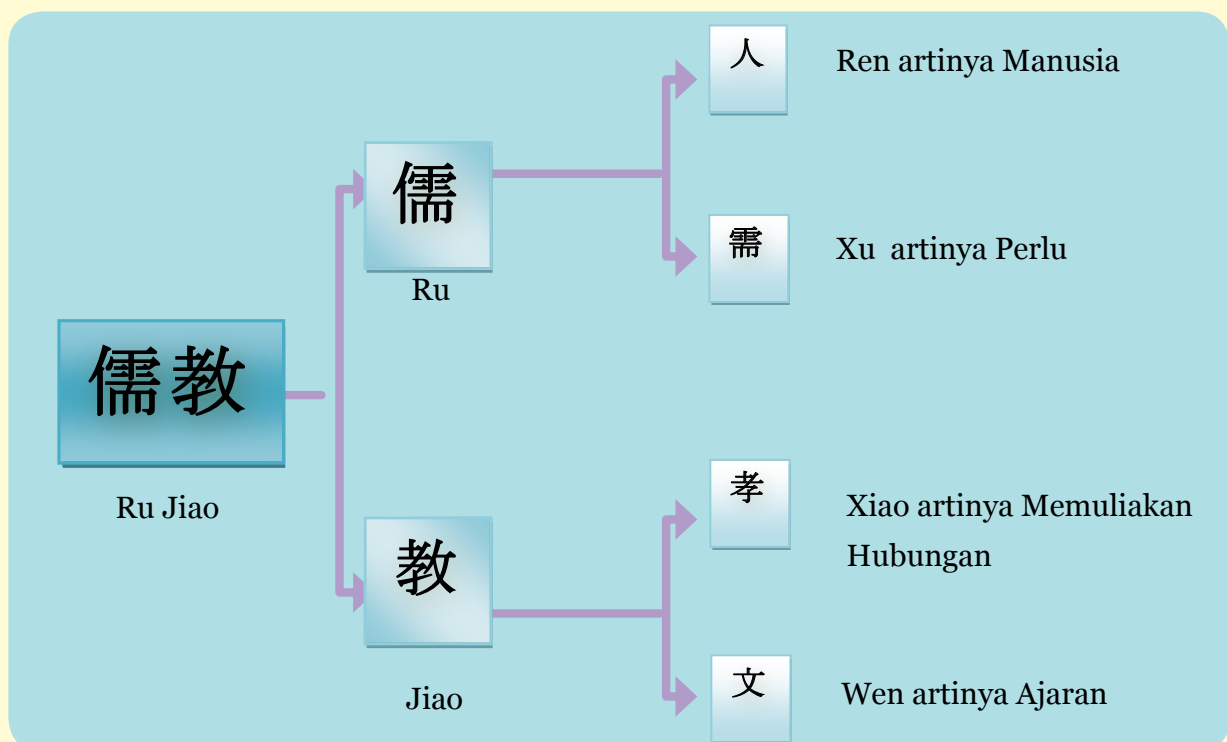 人
Ren artinya Manusia
儒
Ru
需
Xu  artinya Perlu
儒教
Ru Jiao
孝
Xiao artinya Memuliakan
Hubungan
教
Jiao
文
Wen artinya Ajaran